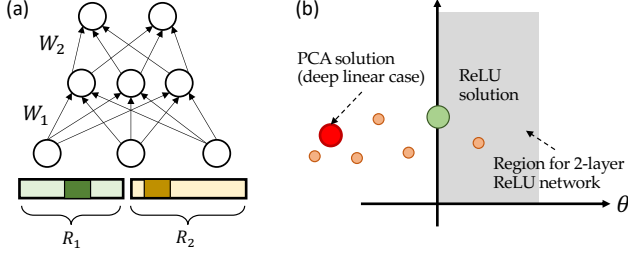 (a)
W₂
W₁
R₁
R₂
(b)
PCA solution
(deep linear case)
ReLU
solution
Region for 2-layer
ReLU network
θ